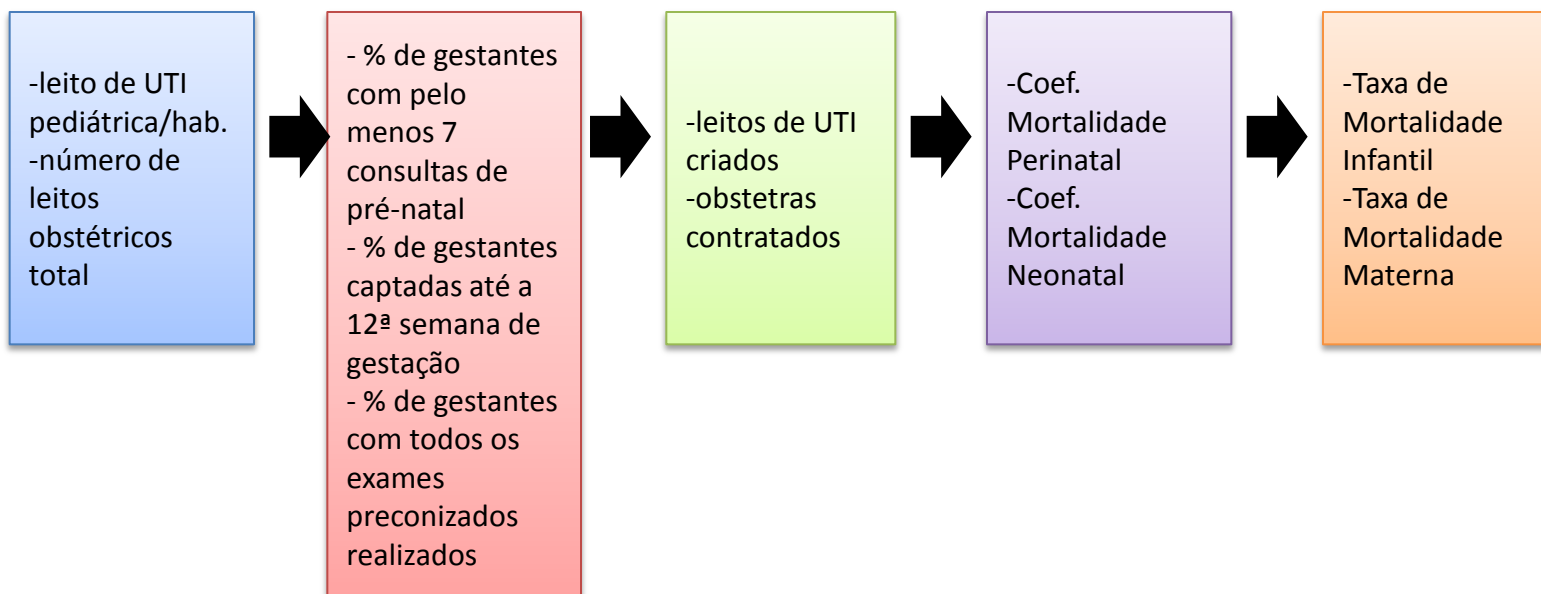 -leito de UTI
pediátrica/hab.
-número de
leitos
obstétricos
total
- % de gestantes
com pelo
menos 7
consultas de
pré-natal
- % de gestantes
captadas até a
12ª semana de
gestação
- % de gestantes
com todos os
exames
preconizados
realizados
-leitos de UTI
criados
-obstetras
contratados
-Coef.
Mortalidade
Perinatal
-Coef.
Mortalidade
Neonatal
-Taxa de
Mortalidade
Infantil
-Taxa de
Mortalidade
Materna